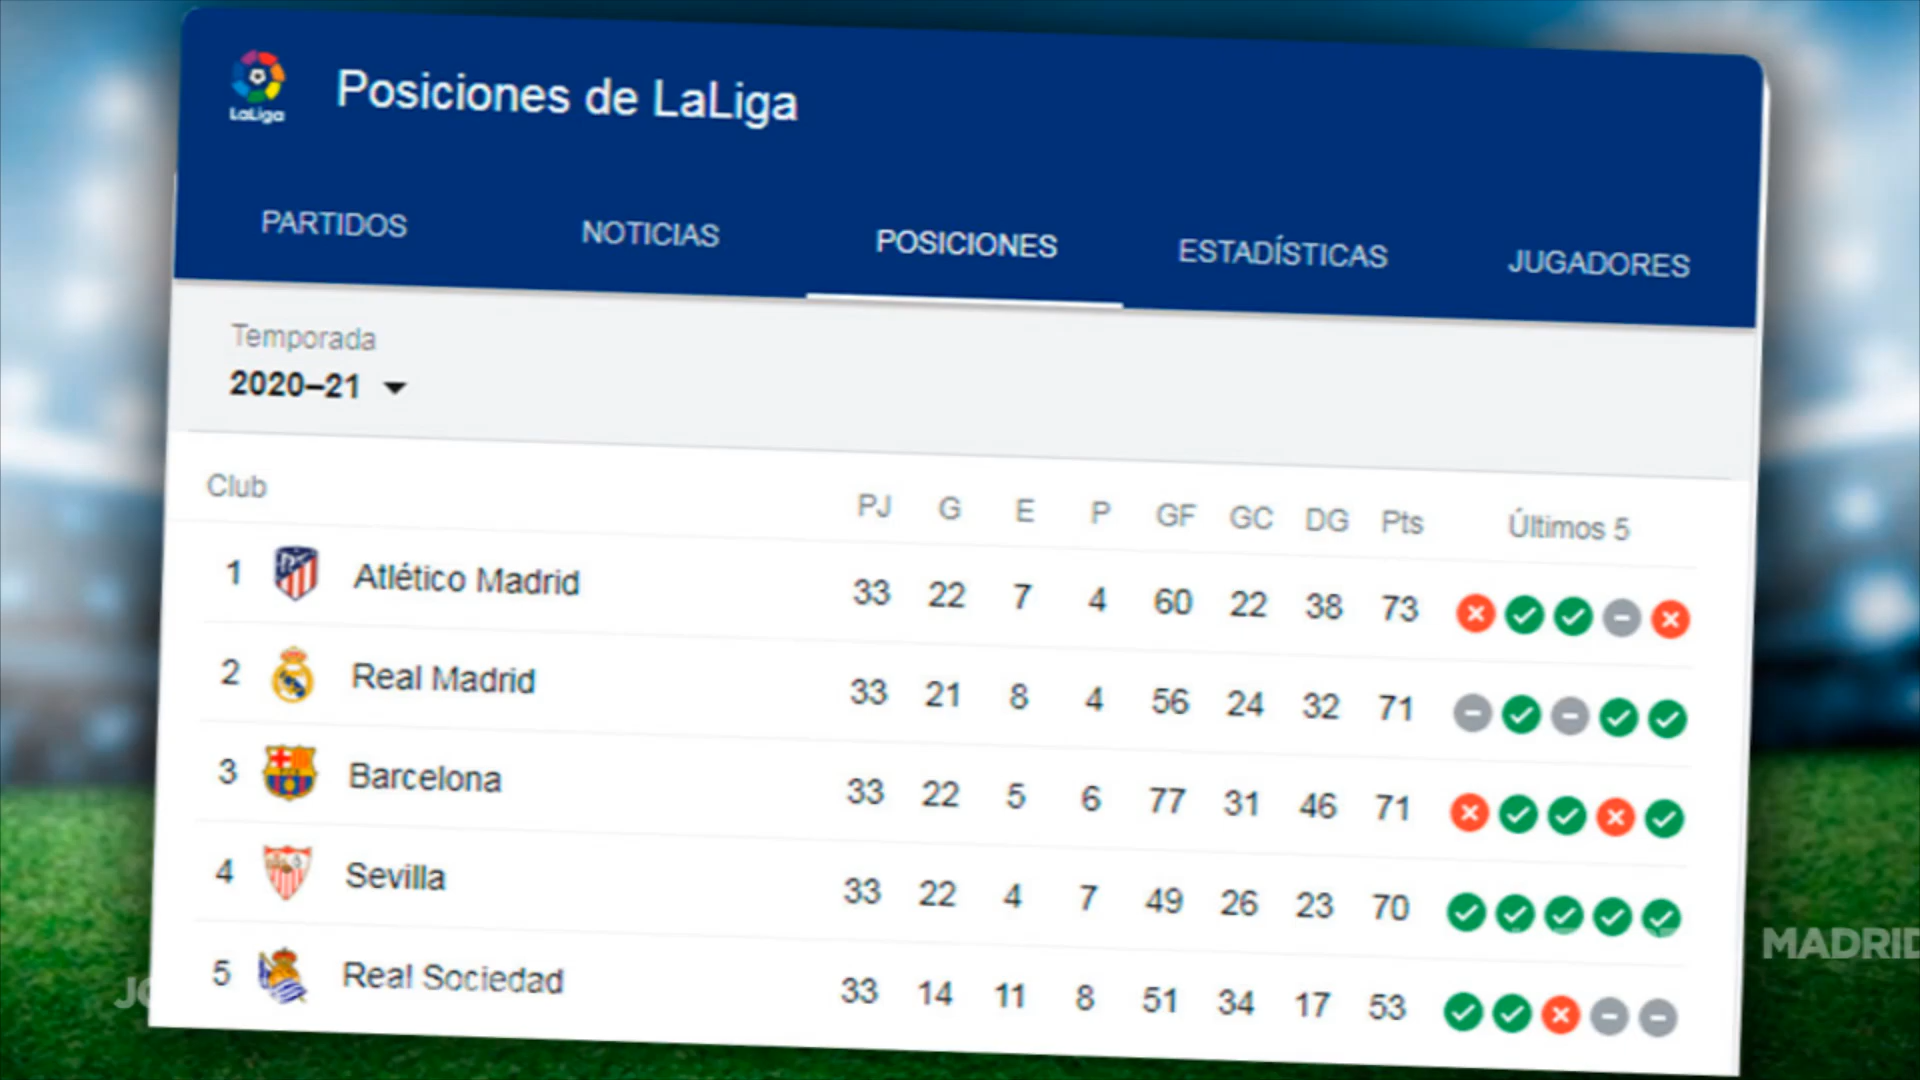 LaLiga
Posiciones de LaLiga
PARTIDOS NOTICIAS POSICIONES ESTADÍSTICAS JUGADORES
Temporada
2020–21
Club PJ G E P GF GC DG Pts Últimos 5
1 Atlético Madrid 33 22 7 4 60 22 38 73
2 Real Madrid 33 21 8 4 56 24 32 71
3 Barcelona 33 22 5 6 77 31 46 71
4 Sevilla 33 22 4 7 49 26 23 70
5 Real Sociedad 33 14 11 8 51 34 17 53
MADRID